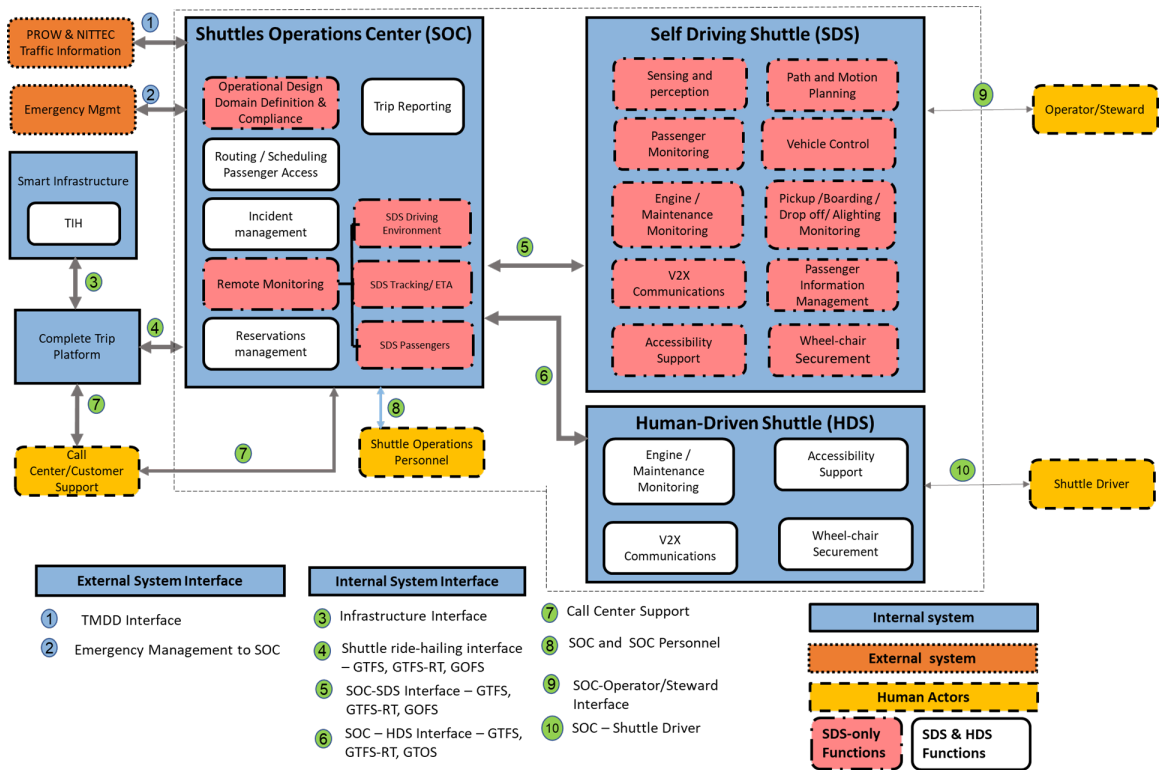 PROW & NITTEC
Traffic Information
1
Emergency Mgmt
2
Smart Infrastructure
TIH
3
Complete Trip
Platform
4
7
Call
Center/Customer
Support
7
Shuttles Operations Center (SOC)
Operational Design
Domain Definition &
Compliance
Trip Reporting
Routing / Scheduling
Passenger Access
Incident
management
SDS Driving
Environment
Remote Monitoring
SDS Tracking/ ETA
Reservations
management
SDS Passengers
8
Shuttle Operations
Personnel
5
6
Self Driving Shuttle (SDS)
Sensing and
perception
Path and Motion
Planning
Passenger
Monitoring
Vehicle Control
Engine /
Maintenance
Monitoring
Pickup /Boarding /
Drop off/ Alighting
Monitoring
V2X
Communications
Passenger
Information
Management
Accessibility
Support
Wheel-chair
Securement
9
Operator/Steward
Human-Driven Shuttle (HDS)
Engine /
Maintenance
Monitoring
Accessibility
Support
V2X
Communications
Wheel-chair
Securement
10
Shuttle Driver
External System Interface
1 TMDD Interface
2 Emergency Management to SOC
Internal System Interface
3 Infrastructure Interface
4 Shuttle ride-hailing interface
– GTFS, GTFS-RT, GOFS
5 SOC-SDS Interface – GTFS,
GTFS-RT, GOFS
6 SOC – HDS Interface – GTFS,
GTFS-RT, GTOS
7 Call Center Support
8 SOC and SOC Personnel
9 SOC-Operator/Steward
Interface
10 SOC – Shuttle Driver
Internal system
External system
Human Actors
SDS-only
Functions
SDS & HDS
Functions